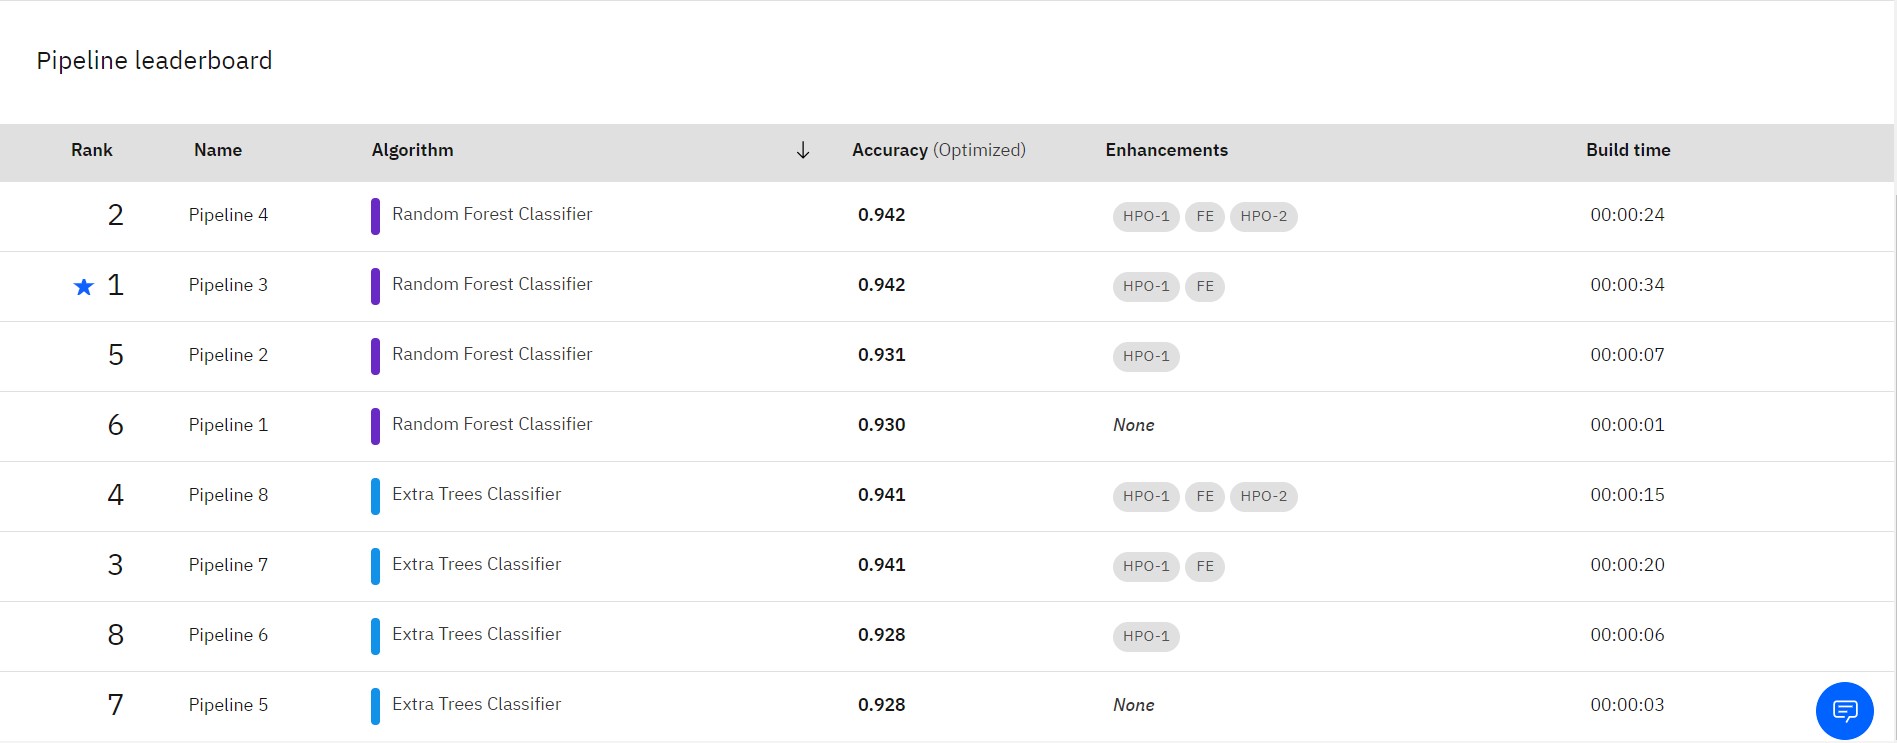 Pipeline leaderboard
Rank Name Algorithm Accuracy (Optimized) Enhancements Build time
2 Pipeline 4 Random Forest Classifier 0.942 HPO-1 FE HPO-2 00:00:24
1 Pipeline 3 Random Forest Classifier 0.942 HPO-1 FE 00:00:34
5 Pipeline 2 Random Forest Classifier 0.931 HPO-1 00:00:07
6 Pipeline 1 Random Forest Classifier 0.930 None 00:00:01
4 Pipeline 8 Extra Trees Classifier 0.941 HPO-1 FE HPO-2 00:00:15
3 Pipeline 7 Extra Trees Classifier 0.941 HPO-1 FE 00:00:20
8 Pipeline 6 Extra Trees Classifier 0.928 HPO-1 00:00:06
7 Pipeline 5 Extra Trees Classifier 0.928 None 00:00:03